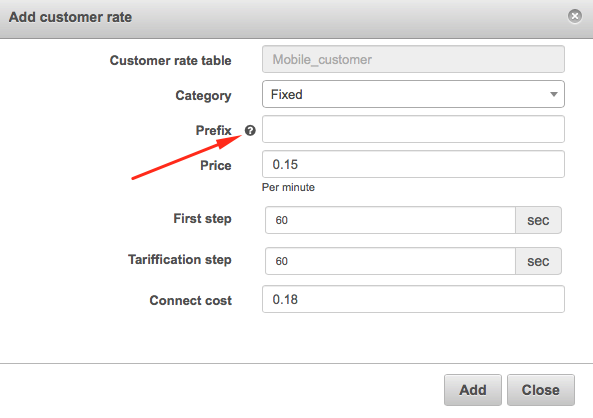 Add customer rate
Customer rate table Mobile_customer
Category Fixed
Prefix ?
Price 0.15
Per minute
First step 60 sec
Tariffication step 60 sec
Connect cost 0.18
Add Close